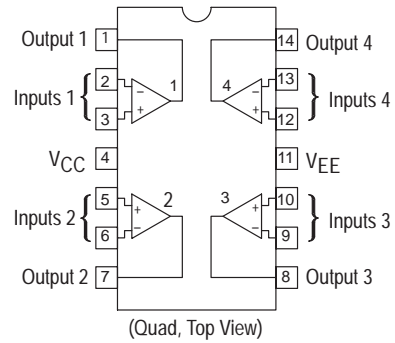 Output 1 1 14 Output 4
2 − 1 4 − 13
Inputs 1 { } Inputs 4
3 + + 12
VCC 4 11 VEE
5 + 2 3 + 10
Inputs 2 { } Inputs 3
6 − − 9
Output 2 7 8 Output 3
(Quad, Top View)